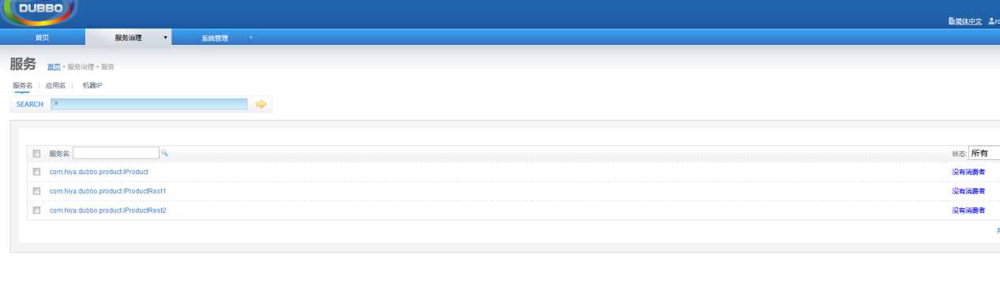 DUBBO
简体中文 ro
首页 服务治理 系统管理
服务 首页 > 服务治理 > 服务
服务名 | 应用名 | 机器IP
SEARCH *
服务名: 状态: 所有
com.hiya.dubbo.product.IProduct 没有消费者
com.hiya.dubbo.product.IProductRest1 没有消费者
com.hiya.dubbo.product.IProductRest2 没有消费者